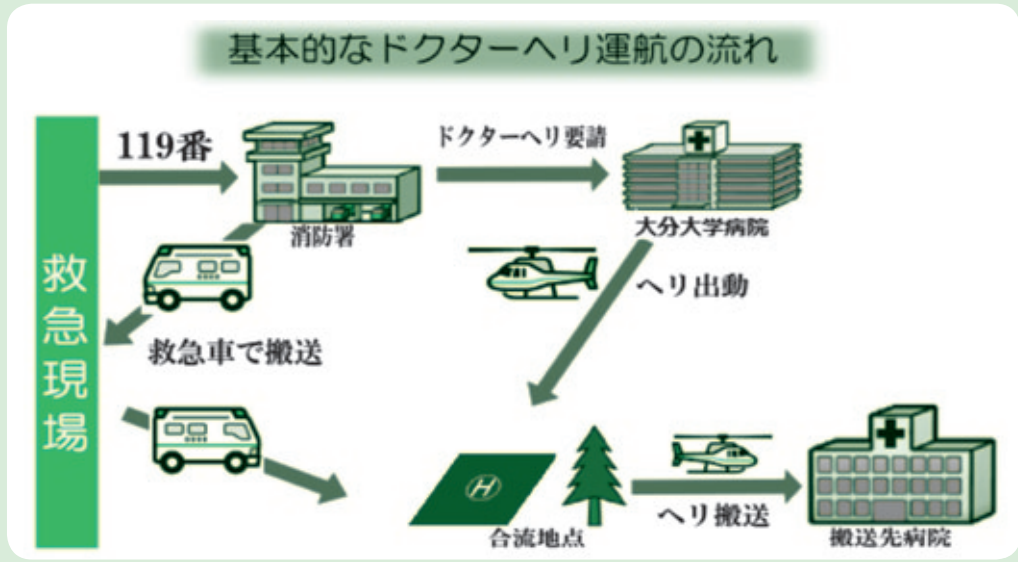 基本的なドクターヘリ運航の流れ
119番
ドクターヘリ要請
消防署
大分大学病院
救急現場
ヘリ出動
救急車で搬送
H
ヘリ搬送
合流地点
搬送先病院